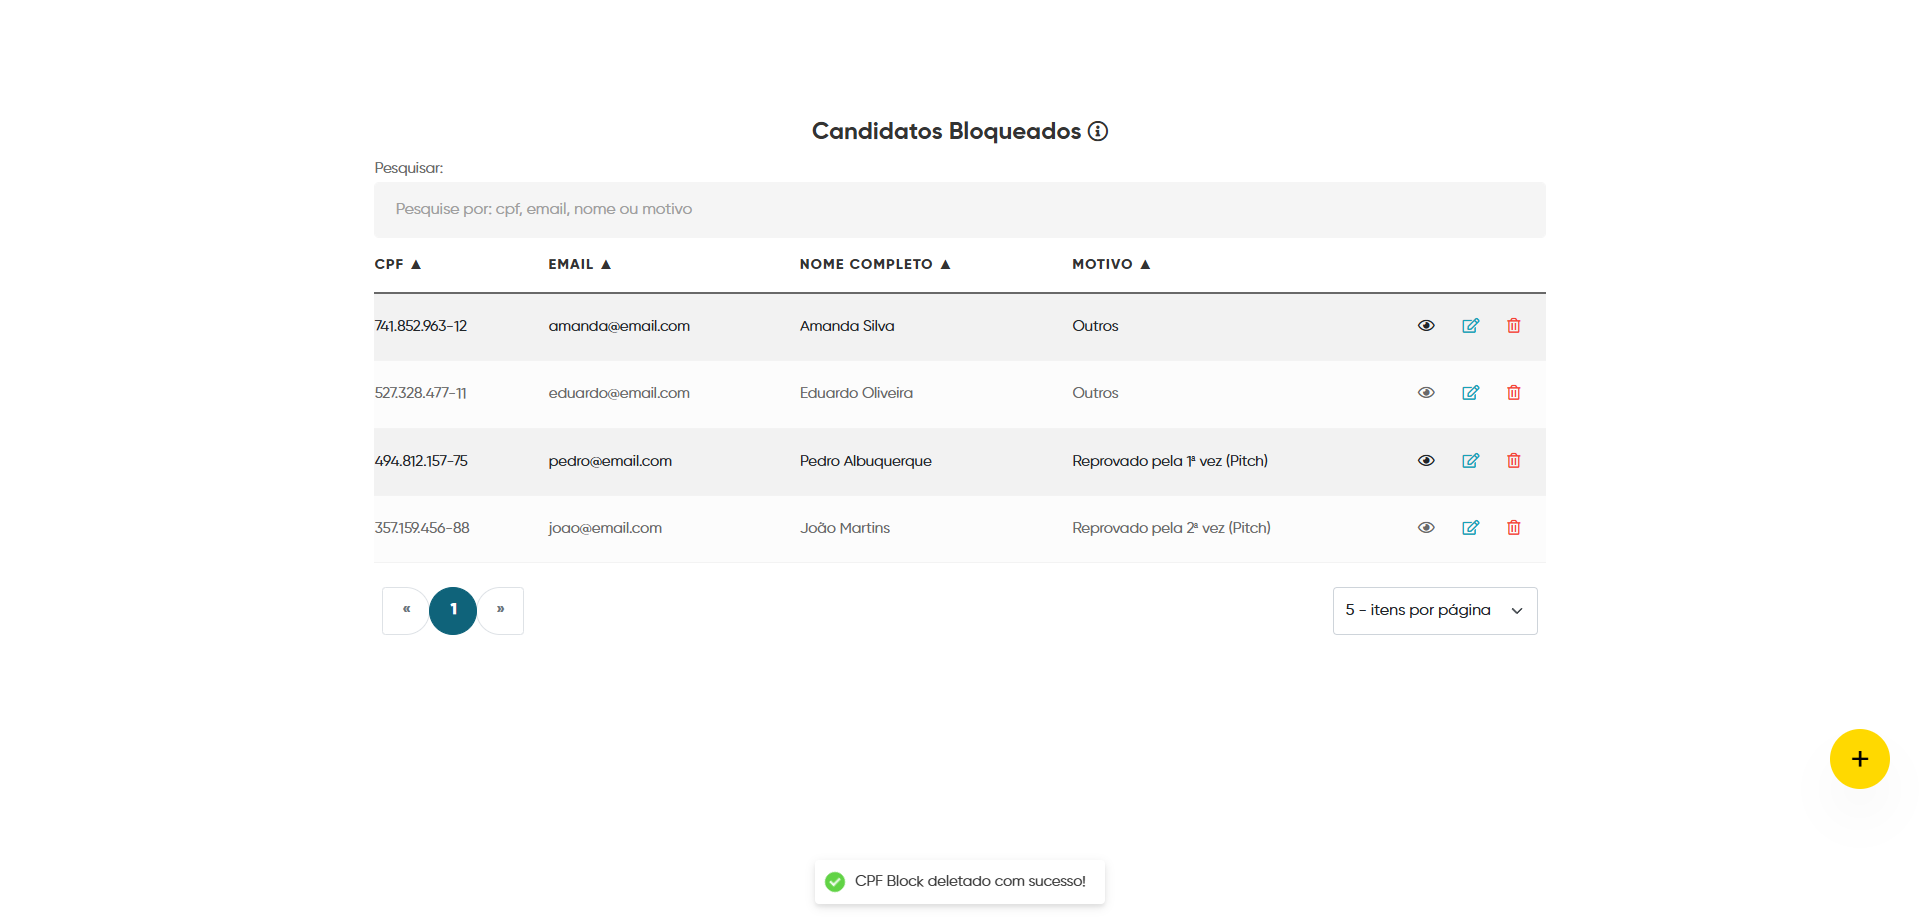 Candidatos Bloqueados
Pesquisar:
Pesquise por: cpf, email, nome ou motivo
CPF ▲ EMAIL ▲ NOME COMPLETO ▲ MOTIVO ▲
741.852.963-12 amanda@email.com Amanda Silva Outros
527.328.477-11 eduardo@email.com Eduardo Oliveira Outros
494.812.157-75 pedro@email.com Pedro Albuquerque Reprovado pela 1ª vez (Pitch)
357.159.456-88 joao@email.com João Martins Reprovado pela 2ª vez (Pitch)
« 1 » 5 - itens por página
+
CPF Block deletado com sucesso!